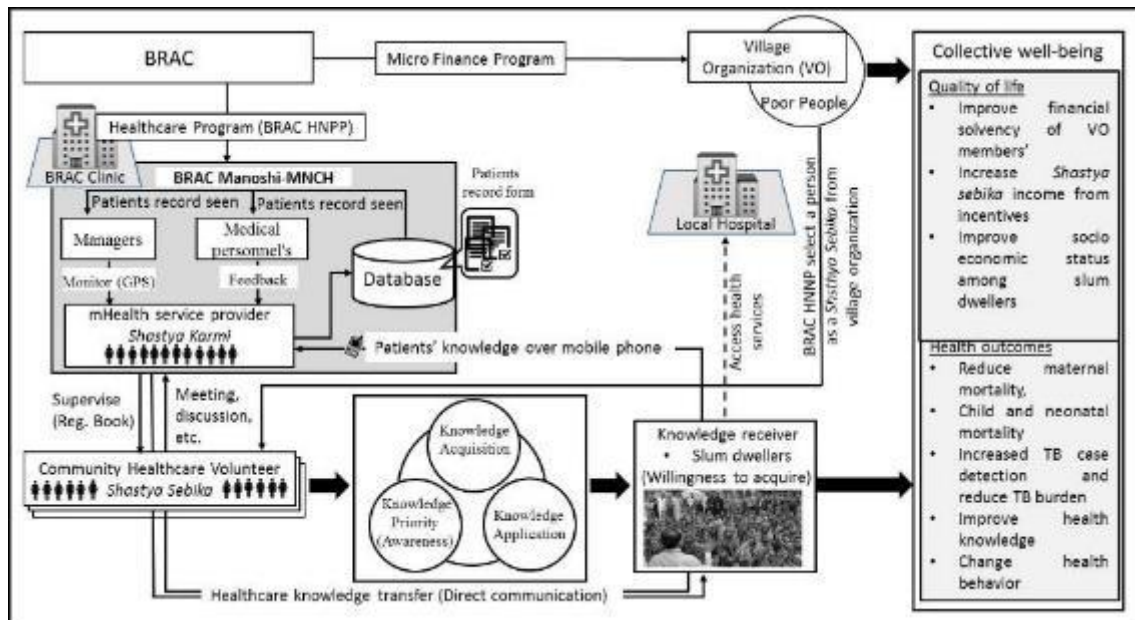 BRAC
Micro Finance Program
Village
Organization (VO)
Poor People
Healthcare Program (BRAC HNPP)
BRAC Clinic
BRAC Manoshi-MNCH
Patients record seen
Patients record seen
Managers
Medical
personnel's
Monitor (GPS)
Feedback
Database
Patients
record form
mHealth service provider
Shastya Karmi
Patients' knowledge over mobile phone
Local Hospital
Access health
services
BRAC HNNP select a person
as a Shsthya Sebika from
village organization
Supervise
(Reg. Book)
Meeting,
discussion,
etc.
Community Healthcare Volunteer
Shastya Sebika
Knowledge
Acquisition
Knowledge
Priority
(Awareness)
Knowledge
Application
Knowledge receiver
• Slum dwellers
(Willingness to acquire)
Healthcare knowledge transfer (Direct communication)
Collective well-being
Quality of life
• Improve financial
solvency of VO
members'
• Increase Shastya
sebika income from
incentives
• Improve socio
economic status
among slum
dwellers
Health outcomes
• Reduce maternal
mortality,
• Child and neonatal
mortality
• Increased TB case
detection and
reduce TB burden
• Improve health
knowledge
• Change health
behavior